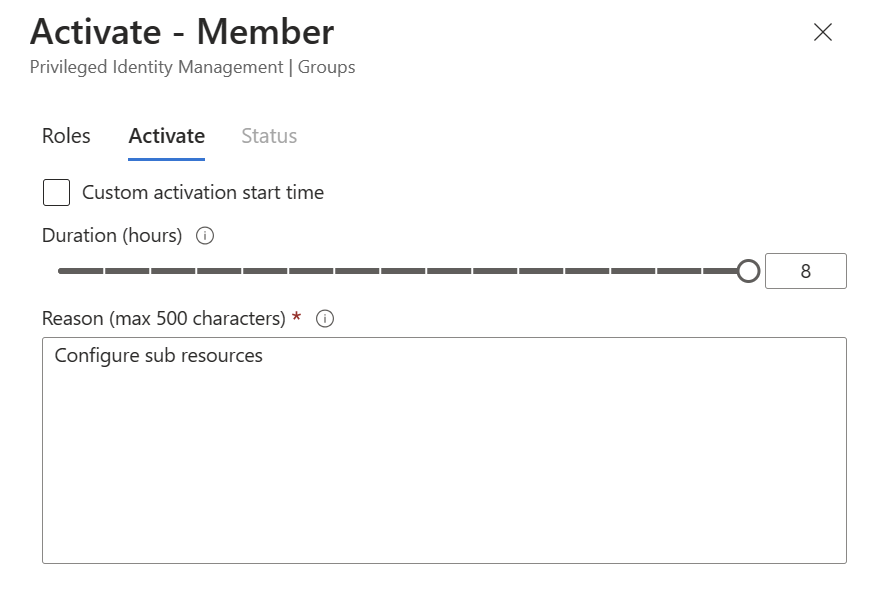 Activate - Member
Privileged Identity Management | Groups
Roles Activate Status
Custom activation start time
Duration (hours)
8
Reason (max 500 characters) *
Configure sub resources